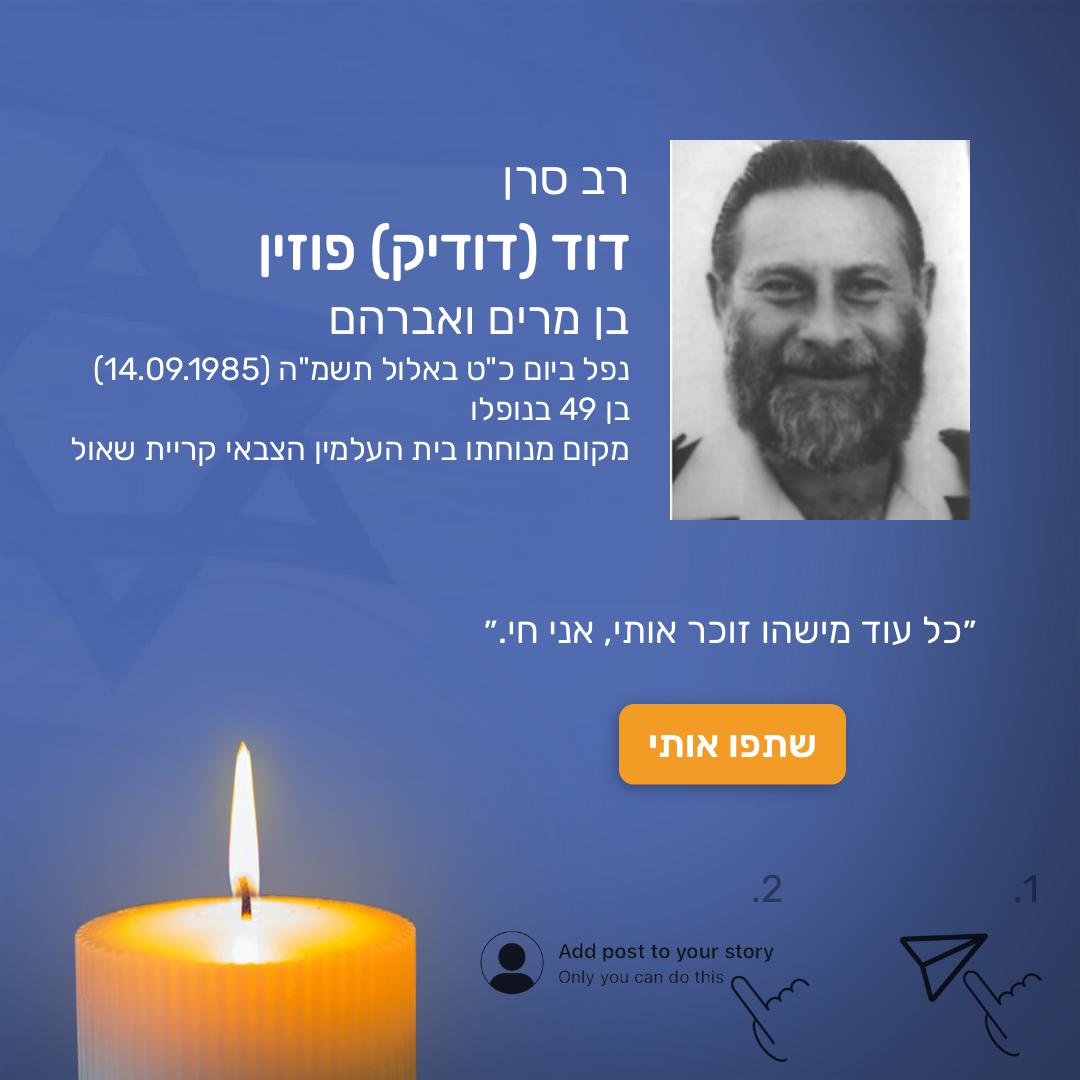 רב סרן
דוד (דודיק) פוזין
בן מרים ואברהם
נפל ביום כ"ט באלול תשמ"ה (14.09.1985)
בן 49 בנופלו
מקום מנוחתו בית העלמין הצבאי קריית שאול
״כל עוד מישהו זוכר אותי, אני חי.״
שתפו אותי
1.
2.
Add post to your story
Only you can do this